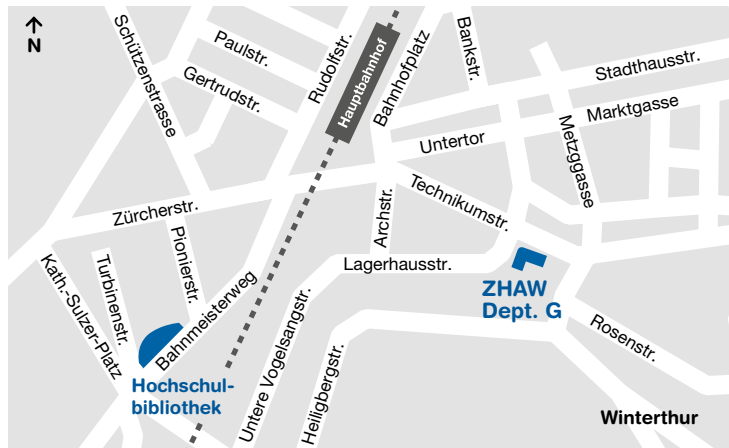 N
Schützenstrasse
Paulstr.
Gertrudstr.
Rudolfstr.
Hauptbahnhof
Bahnhofplatz
Bankstr.
Stadthausstr.
Marktgasse
Untertor
Metzggasse
Technikumstr.
Zürcherstr.
Archstr.
Pionierstr.
Lagerhausstr.
Kath.-Sulzer-Platz
Turbinenstr.
Bahnmeisterweg
ZHAW
Dept. G
Rosenstr.
Untere Vogelsangstr.
Heiligbergstr.
Hochschul-
bibliothek
Winterthur